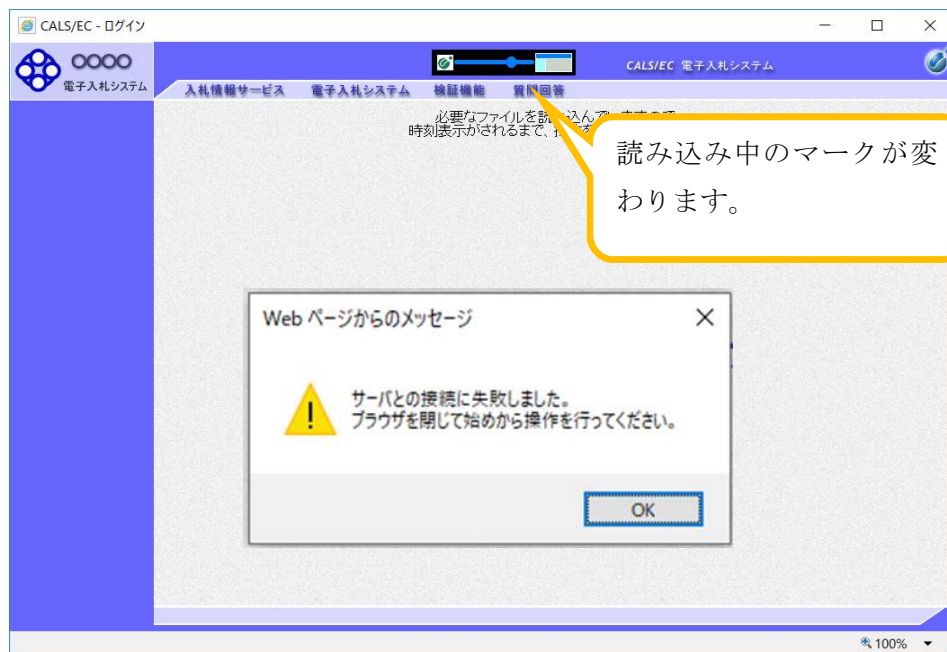 CALS/EC - ログイン
○○○○
電子入札システム
CALS/EC 電子入札システム
入札情報サービス 電子入札システム 検証機能 質問回答
必要なファイルを読み込ん
時刻表示がされるまで、
読み込み中のマークが変
わります。
Web ページからのメッセージ
サーバとの接続に失敗しました。
ブラウザを閉じて始めから操作を行ってください。
OK
100%